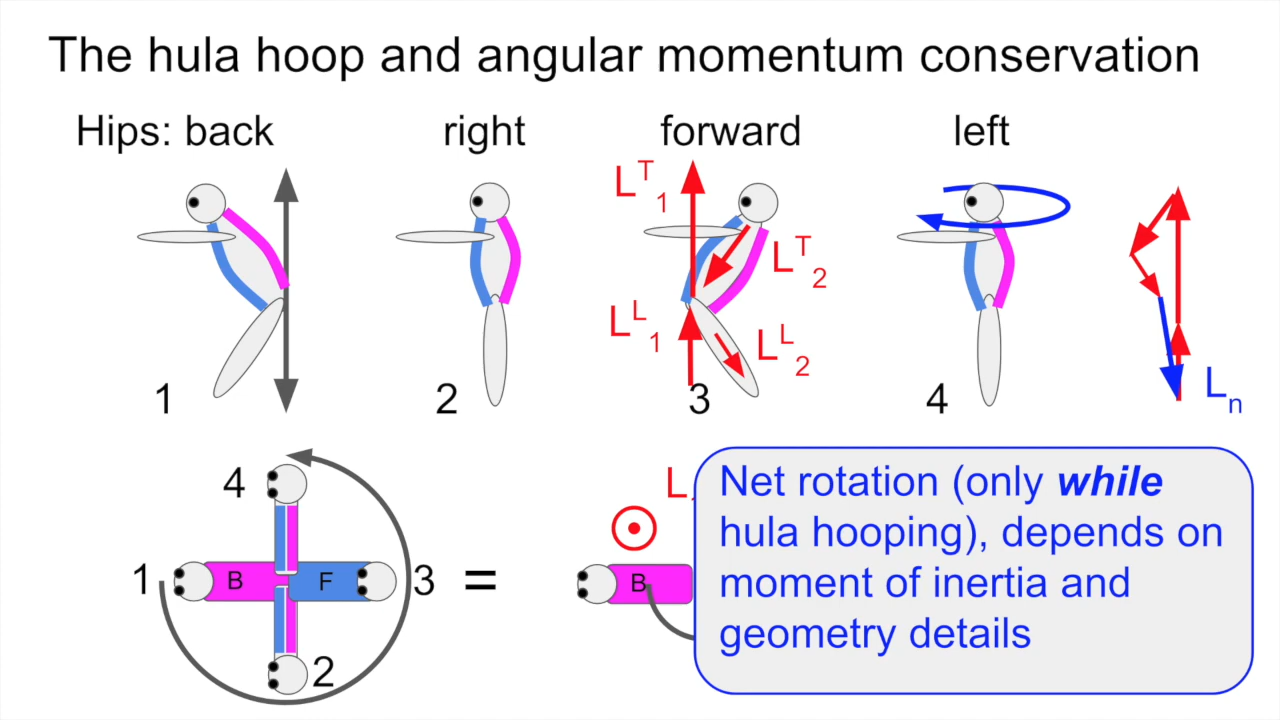 The hula hoop and angular momentum conservation
Hips: back right forward left
L^T_1
L^T_2
L^L_1
L^L_2
1 2 3 4
L_n
4
1 B F 3 =
2
L
B
Net rotation (only while
hula hooping), depends on
moment of inertia and
geometry details